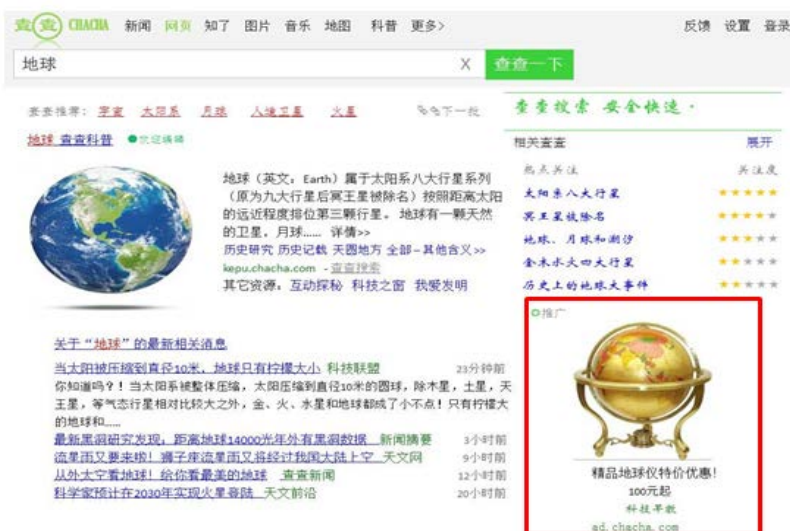 查(查) CHACHA 新闻 网页 知了 图片 音乐 地图 科普 更多> 反馈 设置 登录
地球 X 查查一下
查查推荐: 宇宙 太阳系 月球 人造卫星 火星 下一批
地球 查查科普 欢迎编辑
地球（英文：Earth）属于太阳系八大行星系列
（原为九大行星后冥王星被除名）按照距离太阳
的远近程度排位第三颗行星。 地球有一颗天然
的卫星，月球...... 详情>>
历史研究 历史记载 天圆地方 全部-其他含义>>
kepu.chacha.com - 查查搜索
其它资源：互动探秘 科技之窗 我爱发明
关于“地球”的最新相关消息
当太阳被压缩到直径10米，地球只有柠檬大小 科技联盟 23分钟前
你知道吗？！当太阳系被整体压缩，太阳压缩到直径10米的圆球，除木星，土星，天
王星，等气态行星相对比较大之外，金、火、水星和地球都成了小不点！只有柠檬大
的地球和......
最新黑洞研究发现：距离地球14000光年外有黑洞数据 新闻摘要 3小时前
流星雨又要来啦！狮子座流星雨又将经过我国大陆上空 天文网 9小时前
从外太空看地球！给你看最美的地球 查查新闻 12小时前
科学家预计在2030年实现火星登陆 天文前沿 20小时前
查查搜索 安全快速·
相关查查 展开
热点关注 关注度
太阳系八大行星
冥王星被除名
地球、月球和潮汐
金木水火四大行星
历史上的地球大事件
推广
精品地球仪特价优惠！
100元起
科技早教
ad.chacha.com